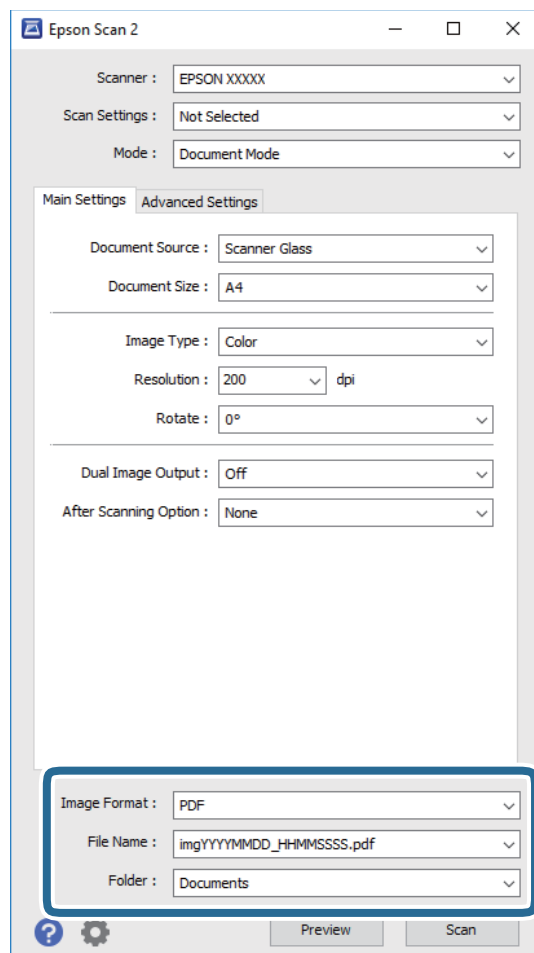 Epson Scan 2
Scanner : EPSON XXXXX
Scan Settings : Not Selected
Mode : Document Mode
Main Settings Advanced Settings
Document Source : Scanner Glass
Document Size : A4
Image Type : Color
Resolution : 200 dpi
Rotate : 0°
Dual Image Output : Off
After Scanning Option : None
Image Format : PDF
File Name : imgYYYYMMDD_HHMMSSSS.pdf
Folder : Documents
? Preview Scan